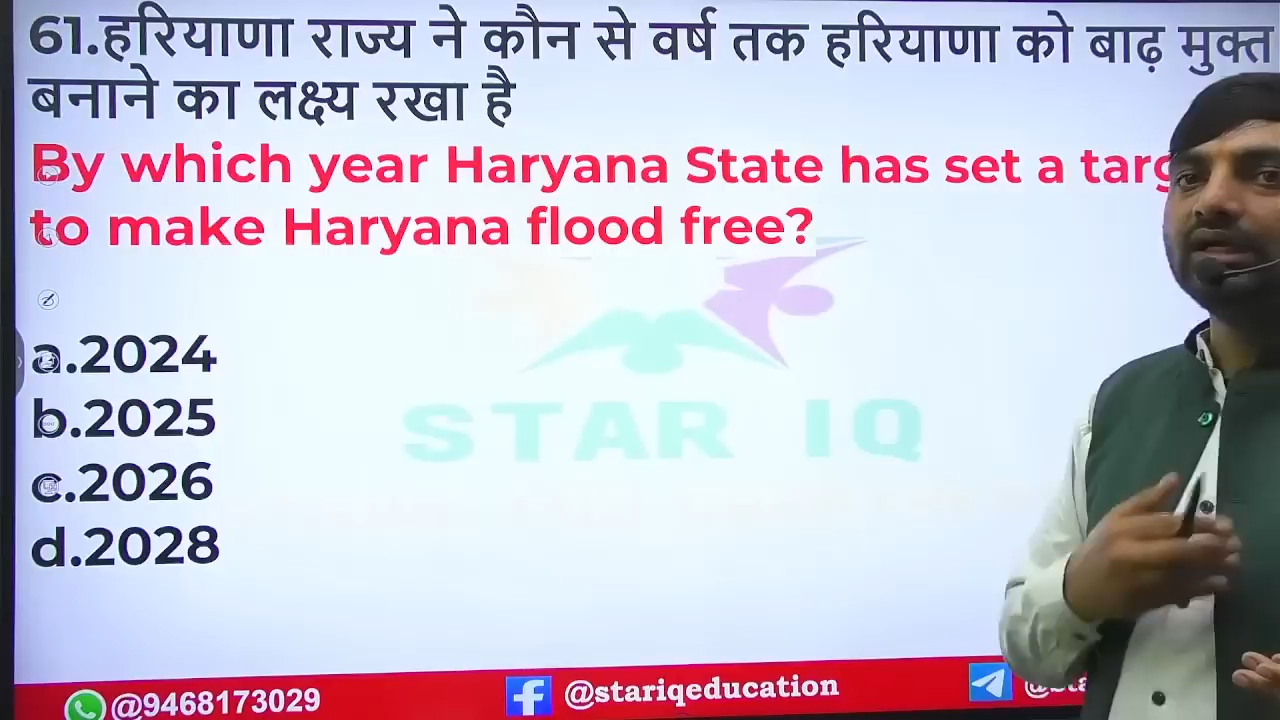 61.हरियाणा राज्य ने कौन से वर्ष तक हरियाणा को बाढ़ मुक्त
बनाने का लक्ष्य रखा है
By which year Haryana State has set a
to make Haryana flood free?
a.2024
b.2025
c.2026
d.2028
STAR IQ
@9468173029
@stariqeducation